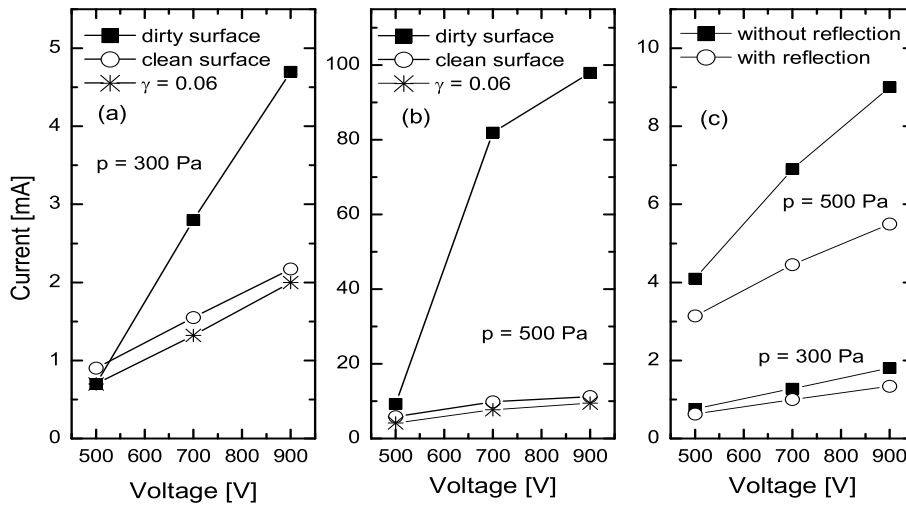 5
4
3
2
1
0
Current [mA]
dirty surface
clean surface
γ = 0.06
(a)
p = 300 Pa
500 600 700 800 900
Voltage [V]
100
80
60
40
20
0
dirty surface
clean surface
γ = 0.06
(b)
p = 500 Pa
500 600 700 800 900
Voltage [V]
10
8
6
4
2
0
without reflection
with reflection
(c)
p = 500 Pa
p = 300 Pa
500 600 700 800 900
Voltage [V]